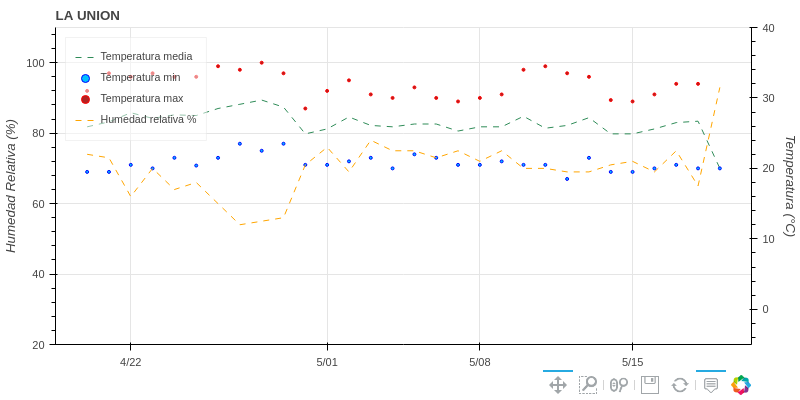 LA UNION
Temperatura media
Temperatura min
Temperatura max
Humedad relativa %
Humedad Relativa (%)
100
80
60
40
20
Temperatura (°C)
40
30
20
10
0
4/22
5/01
5/08
5/15